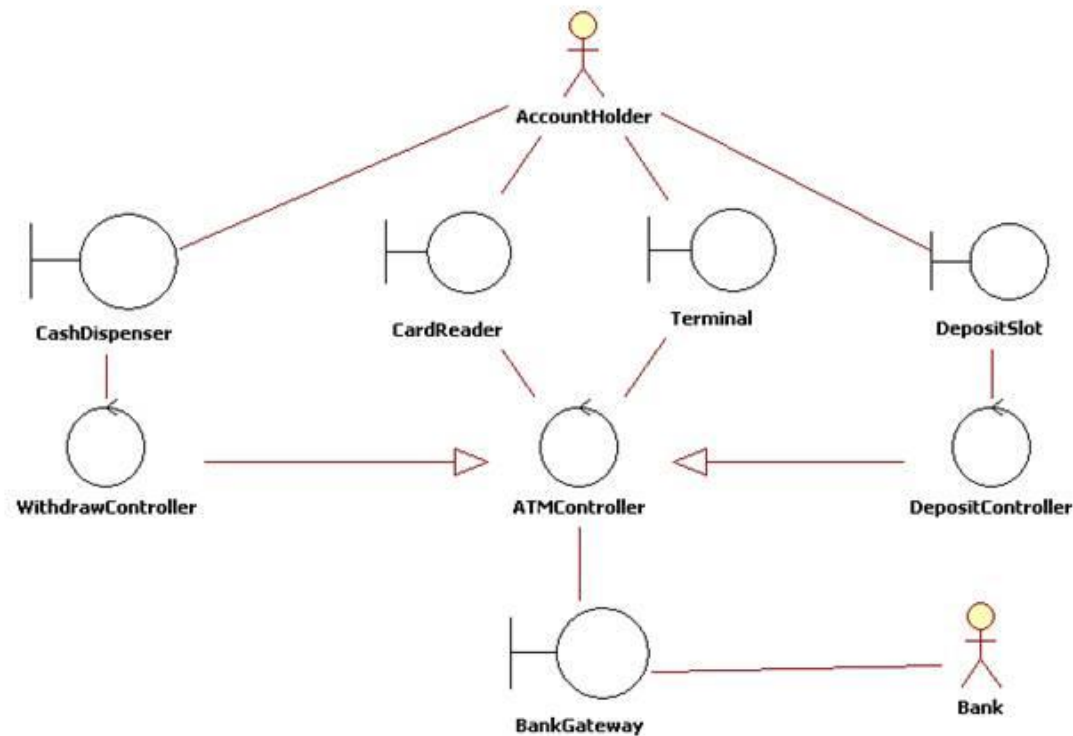 AccountHolder
CashDispenser
CardReader
Terminal
DepositSlot
WithdrawController
ATMController
DepositController
BankGateway
Bank